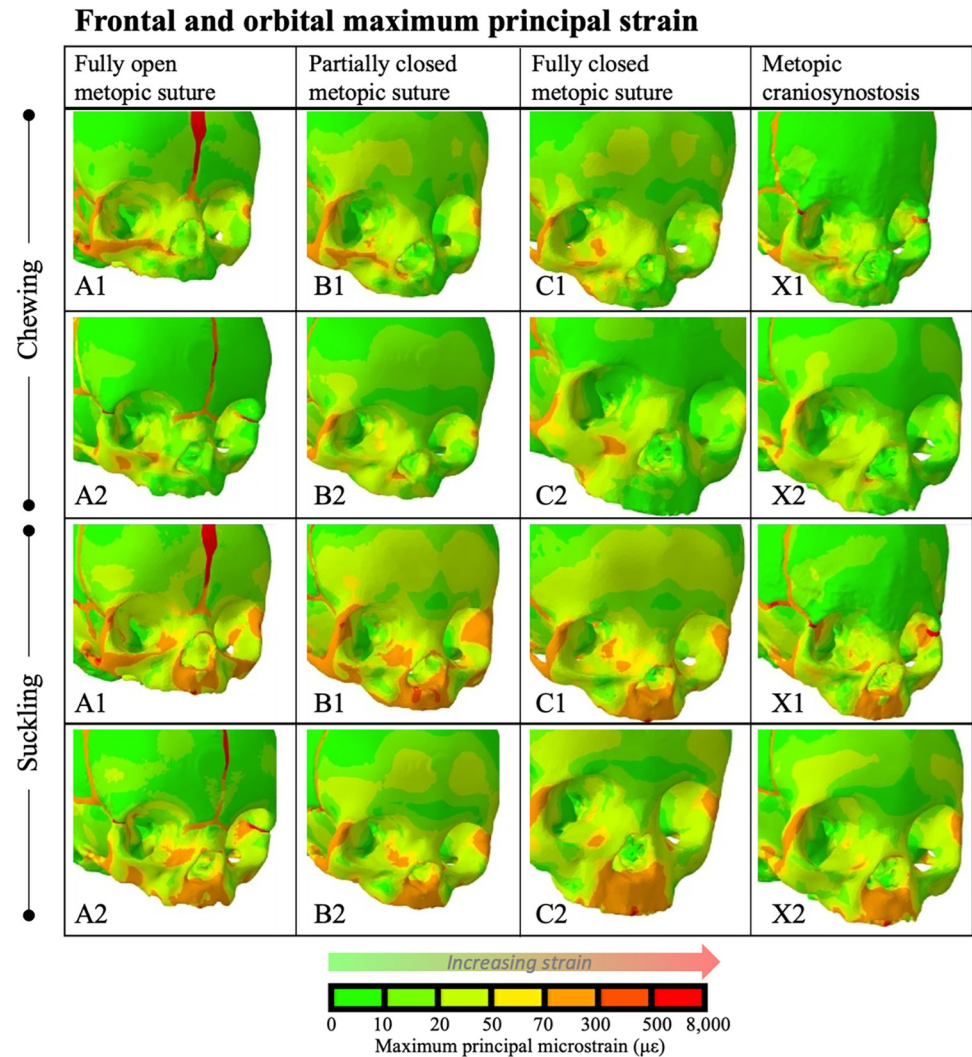 Frontal and orbital maximum principal strain
Fully open
metopic suture
Partially closed
metopic suture
Fully closed
metopic suture
Metopic
craniosynostosis
Chewing
A1
B1
C1
X1
A2
B2
C2
X2
Suckling
A1
B1
C1
X1
A2
B2
C2
X2
Increasing strain
0 10 20 50 70 300 500 8,000
Maximum principal microstrain (με)